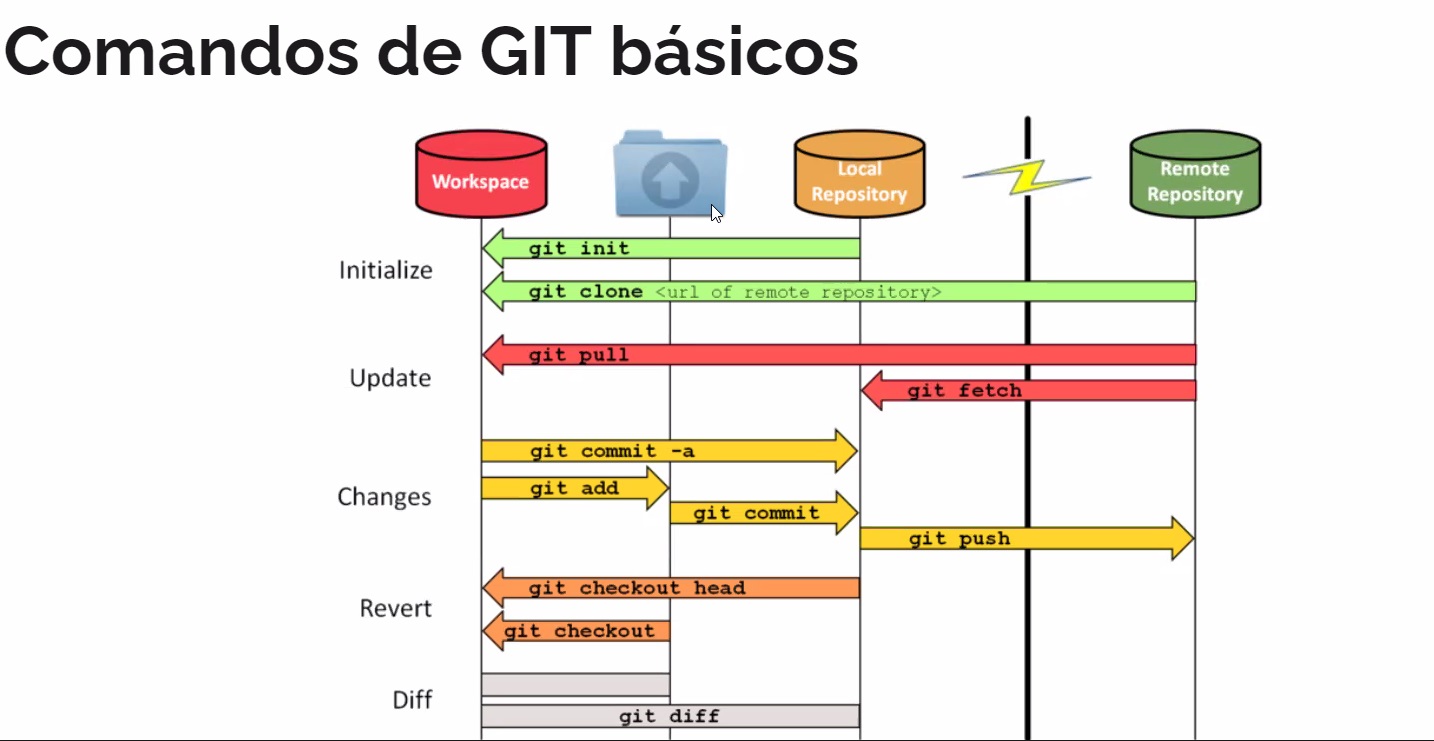 Comandos de GIT básicos
Workspace
Local
Repository
Remote
Repository
Initialize
git init
git clone <url of remote repository>
Update
git pull
git fetch
Changes
git commit -a
git add
git commit
git push
Revert
git checkout head
git checkout
Diff
git diff